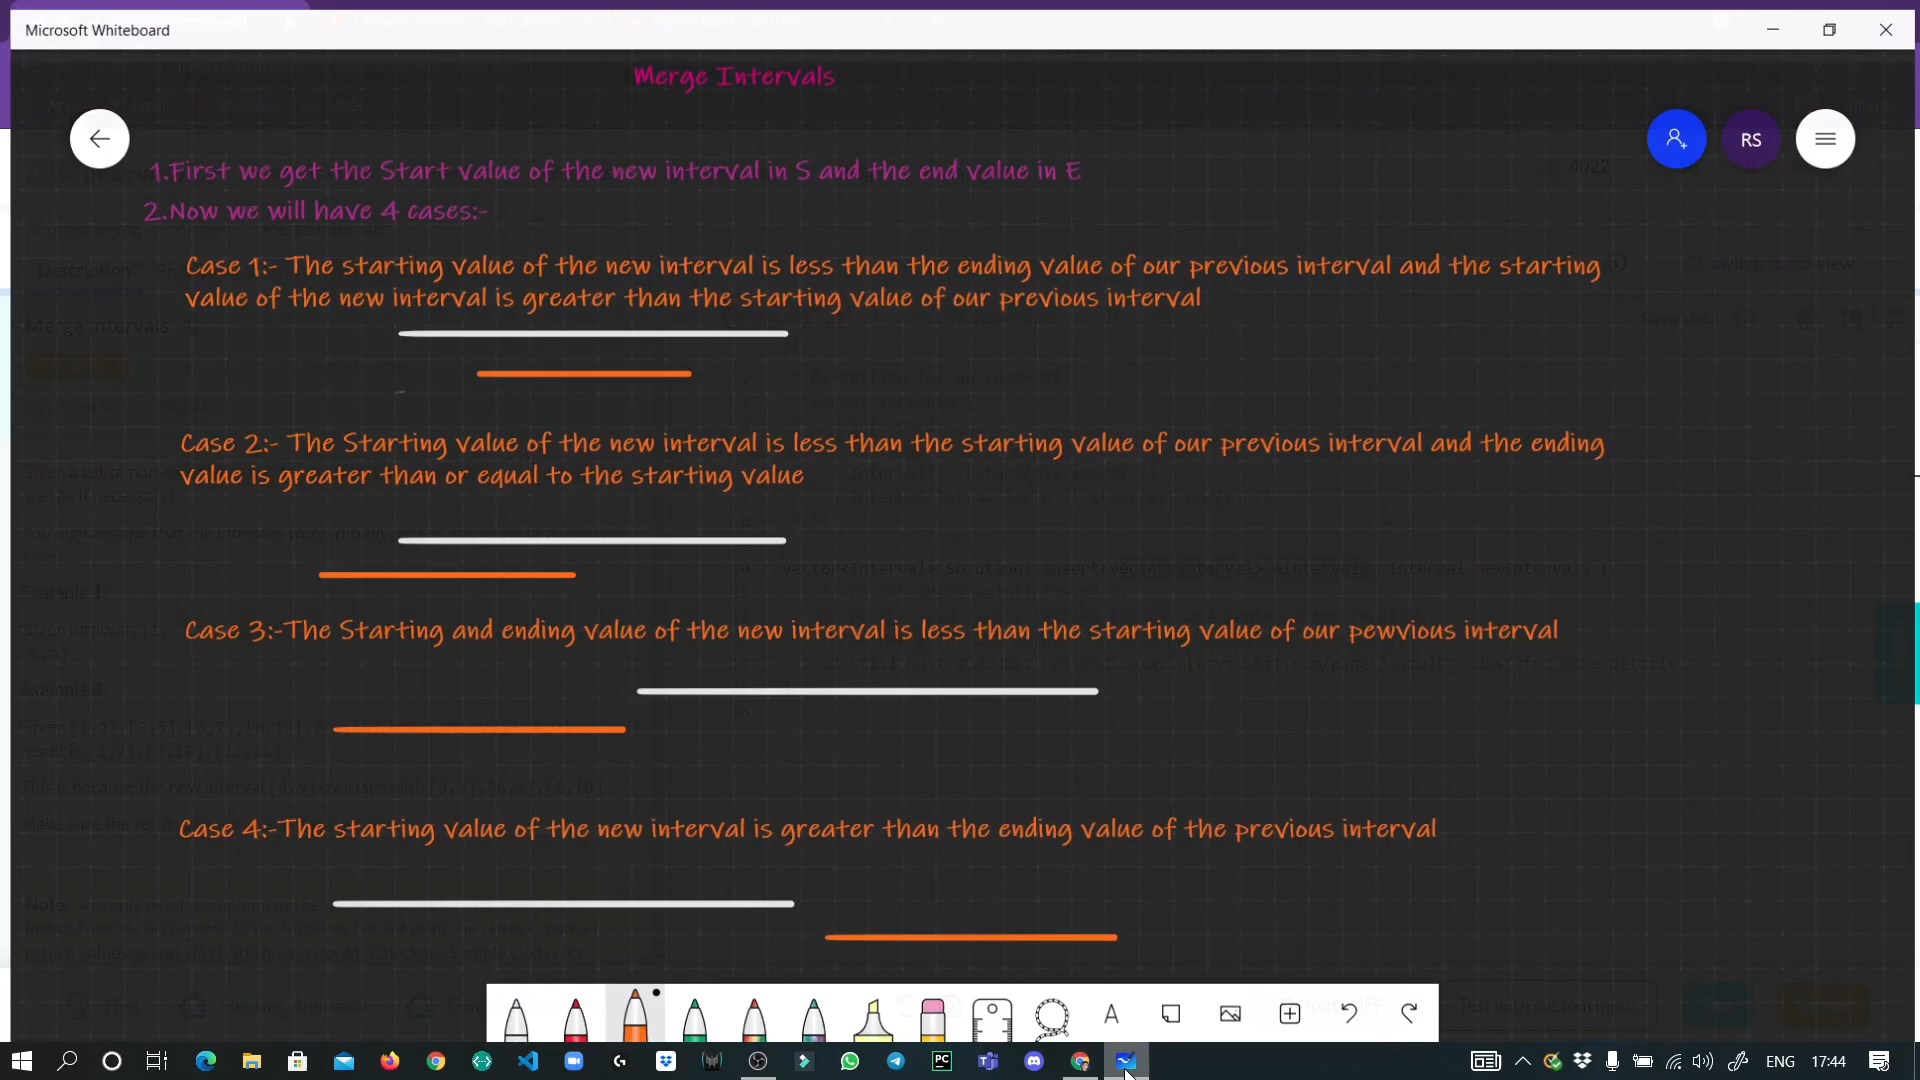 Microsoft Whiteboard
Merge Intervals
RS
1.First we get the Start value of the new interval in S and the end value in E
4022
2.Now we will have 4 cases:-
Case 1:- The starting value of the new interval is less than the ending value of our previous interval and the starting
value of the new interval is greater than the starting value of our previous interval
Case 2:- The Starting value of the new interval is less than the starting value of our previous interval and the ending
value is greater than or equal to the starting value
Case 3:-The Starting and ending value of the new interval is less than the starting value of our pewvious interval
Case 4:-The starting value of the new interval is greater than the ending value of the previous interval
ENG
17:44